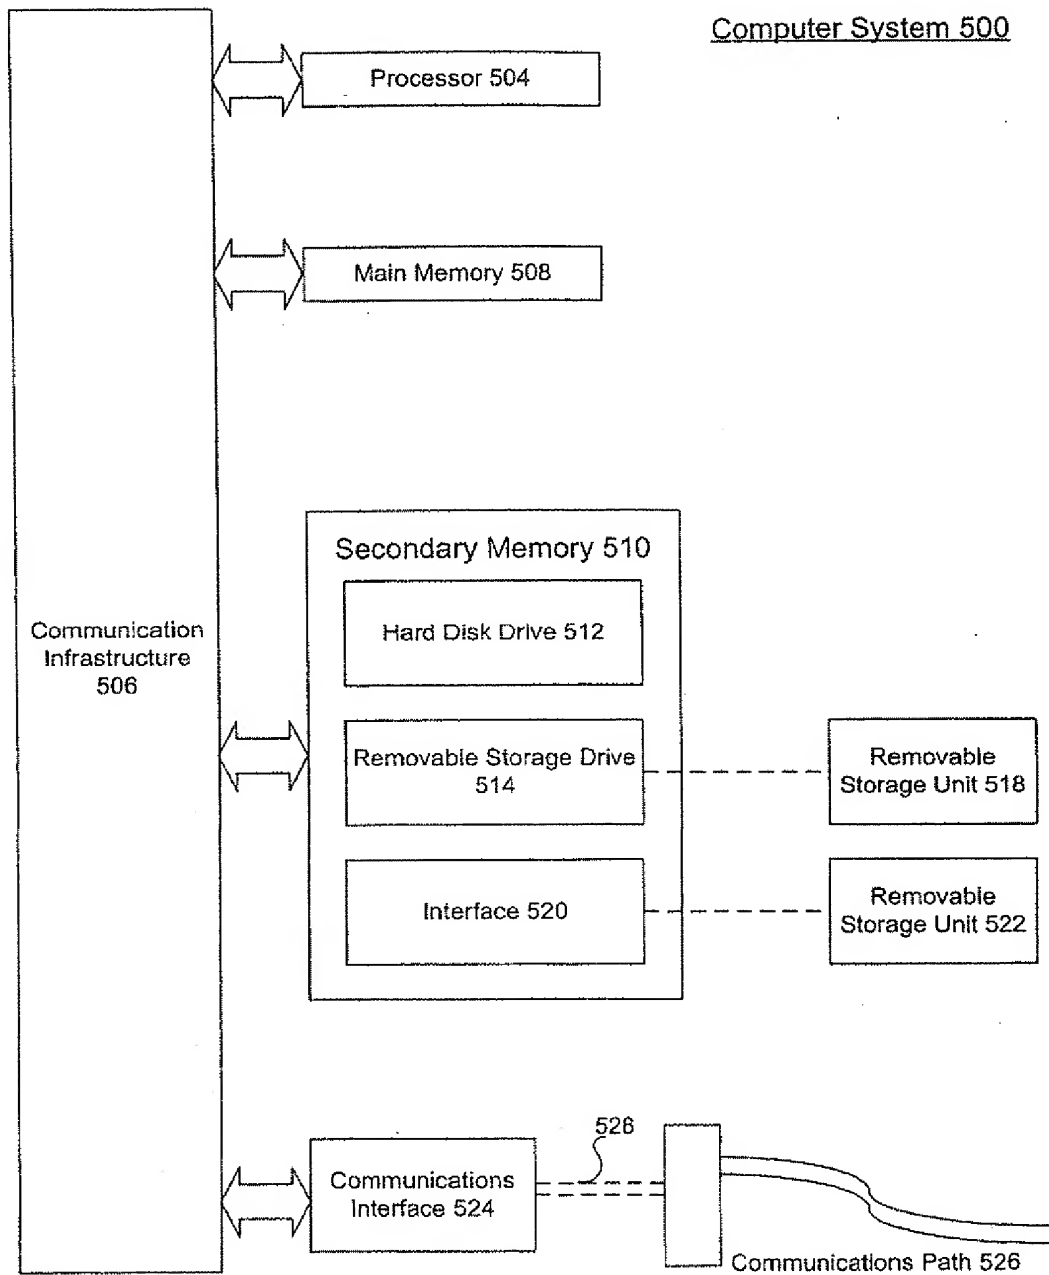 Computer System 500
Processor 504
Main Memory 508
Secondary Memory 510
Hard Disk Drive 512
Communication
Infrastructure
506
Removable Storage Drive
514
Removable
Storage Unit 518
Interface 520
Removable
Storage Unit 522
528
Communications
Interface 524
Communications Path 526